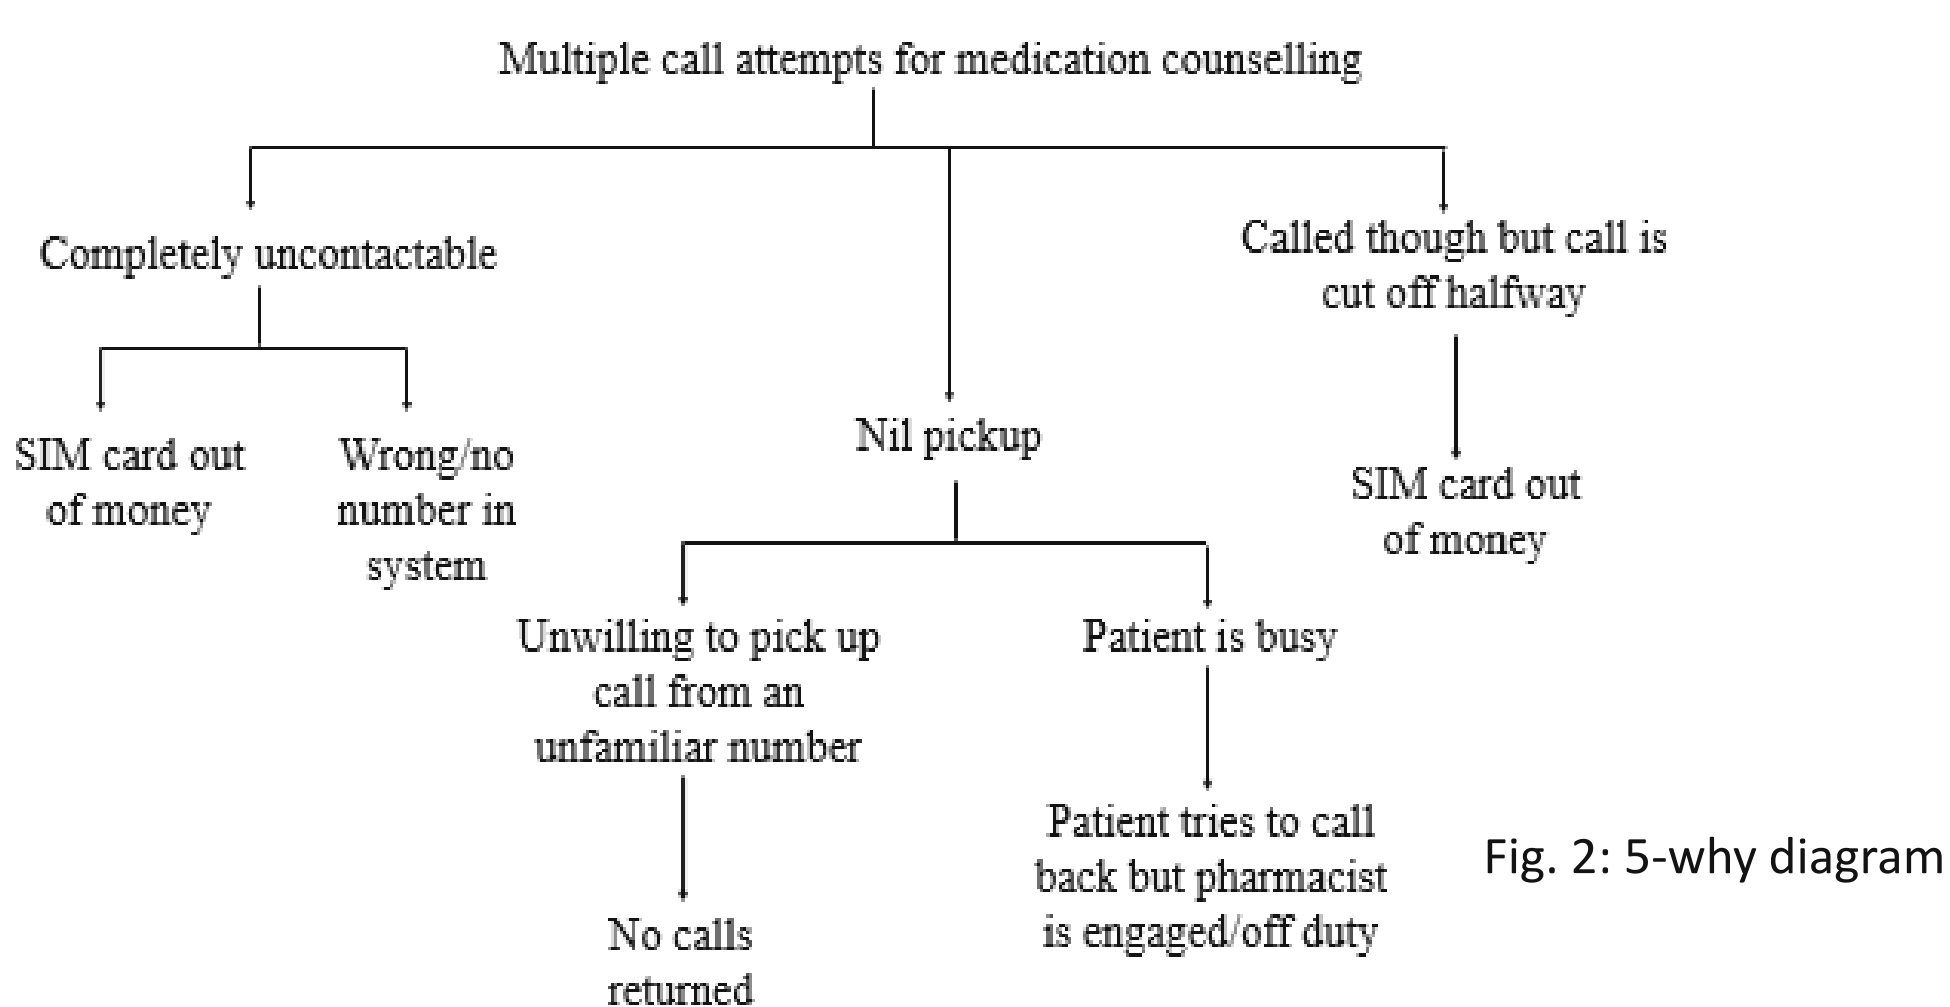 Multiple call attempts for medication counselling
Completely uncontactable
Called though but call is
cut off halfway
SIM card out
of money
Wrong/no
number in
system
Nil pickup
SIM card out
of money
Unwilling to pick up
call from an
unfamiliar number
Patient is busy
No calls
returned
Patient tries to call
back but pharmacist
is engaged/off duty
Fig. 2: 5-why diagram